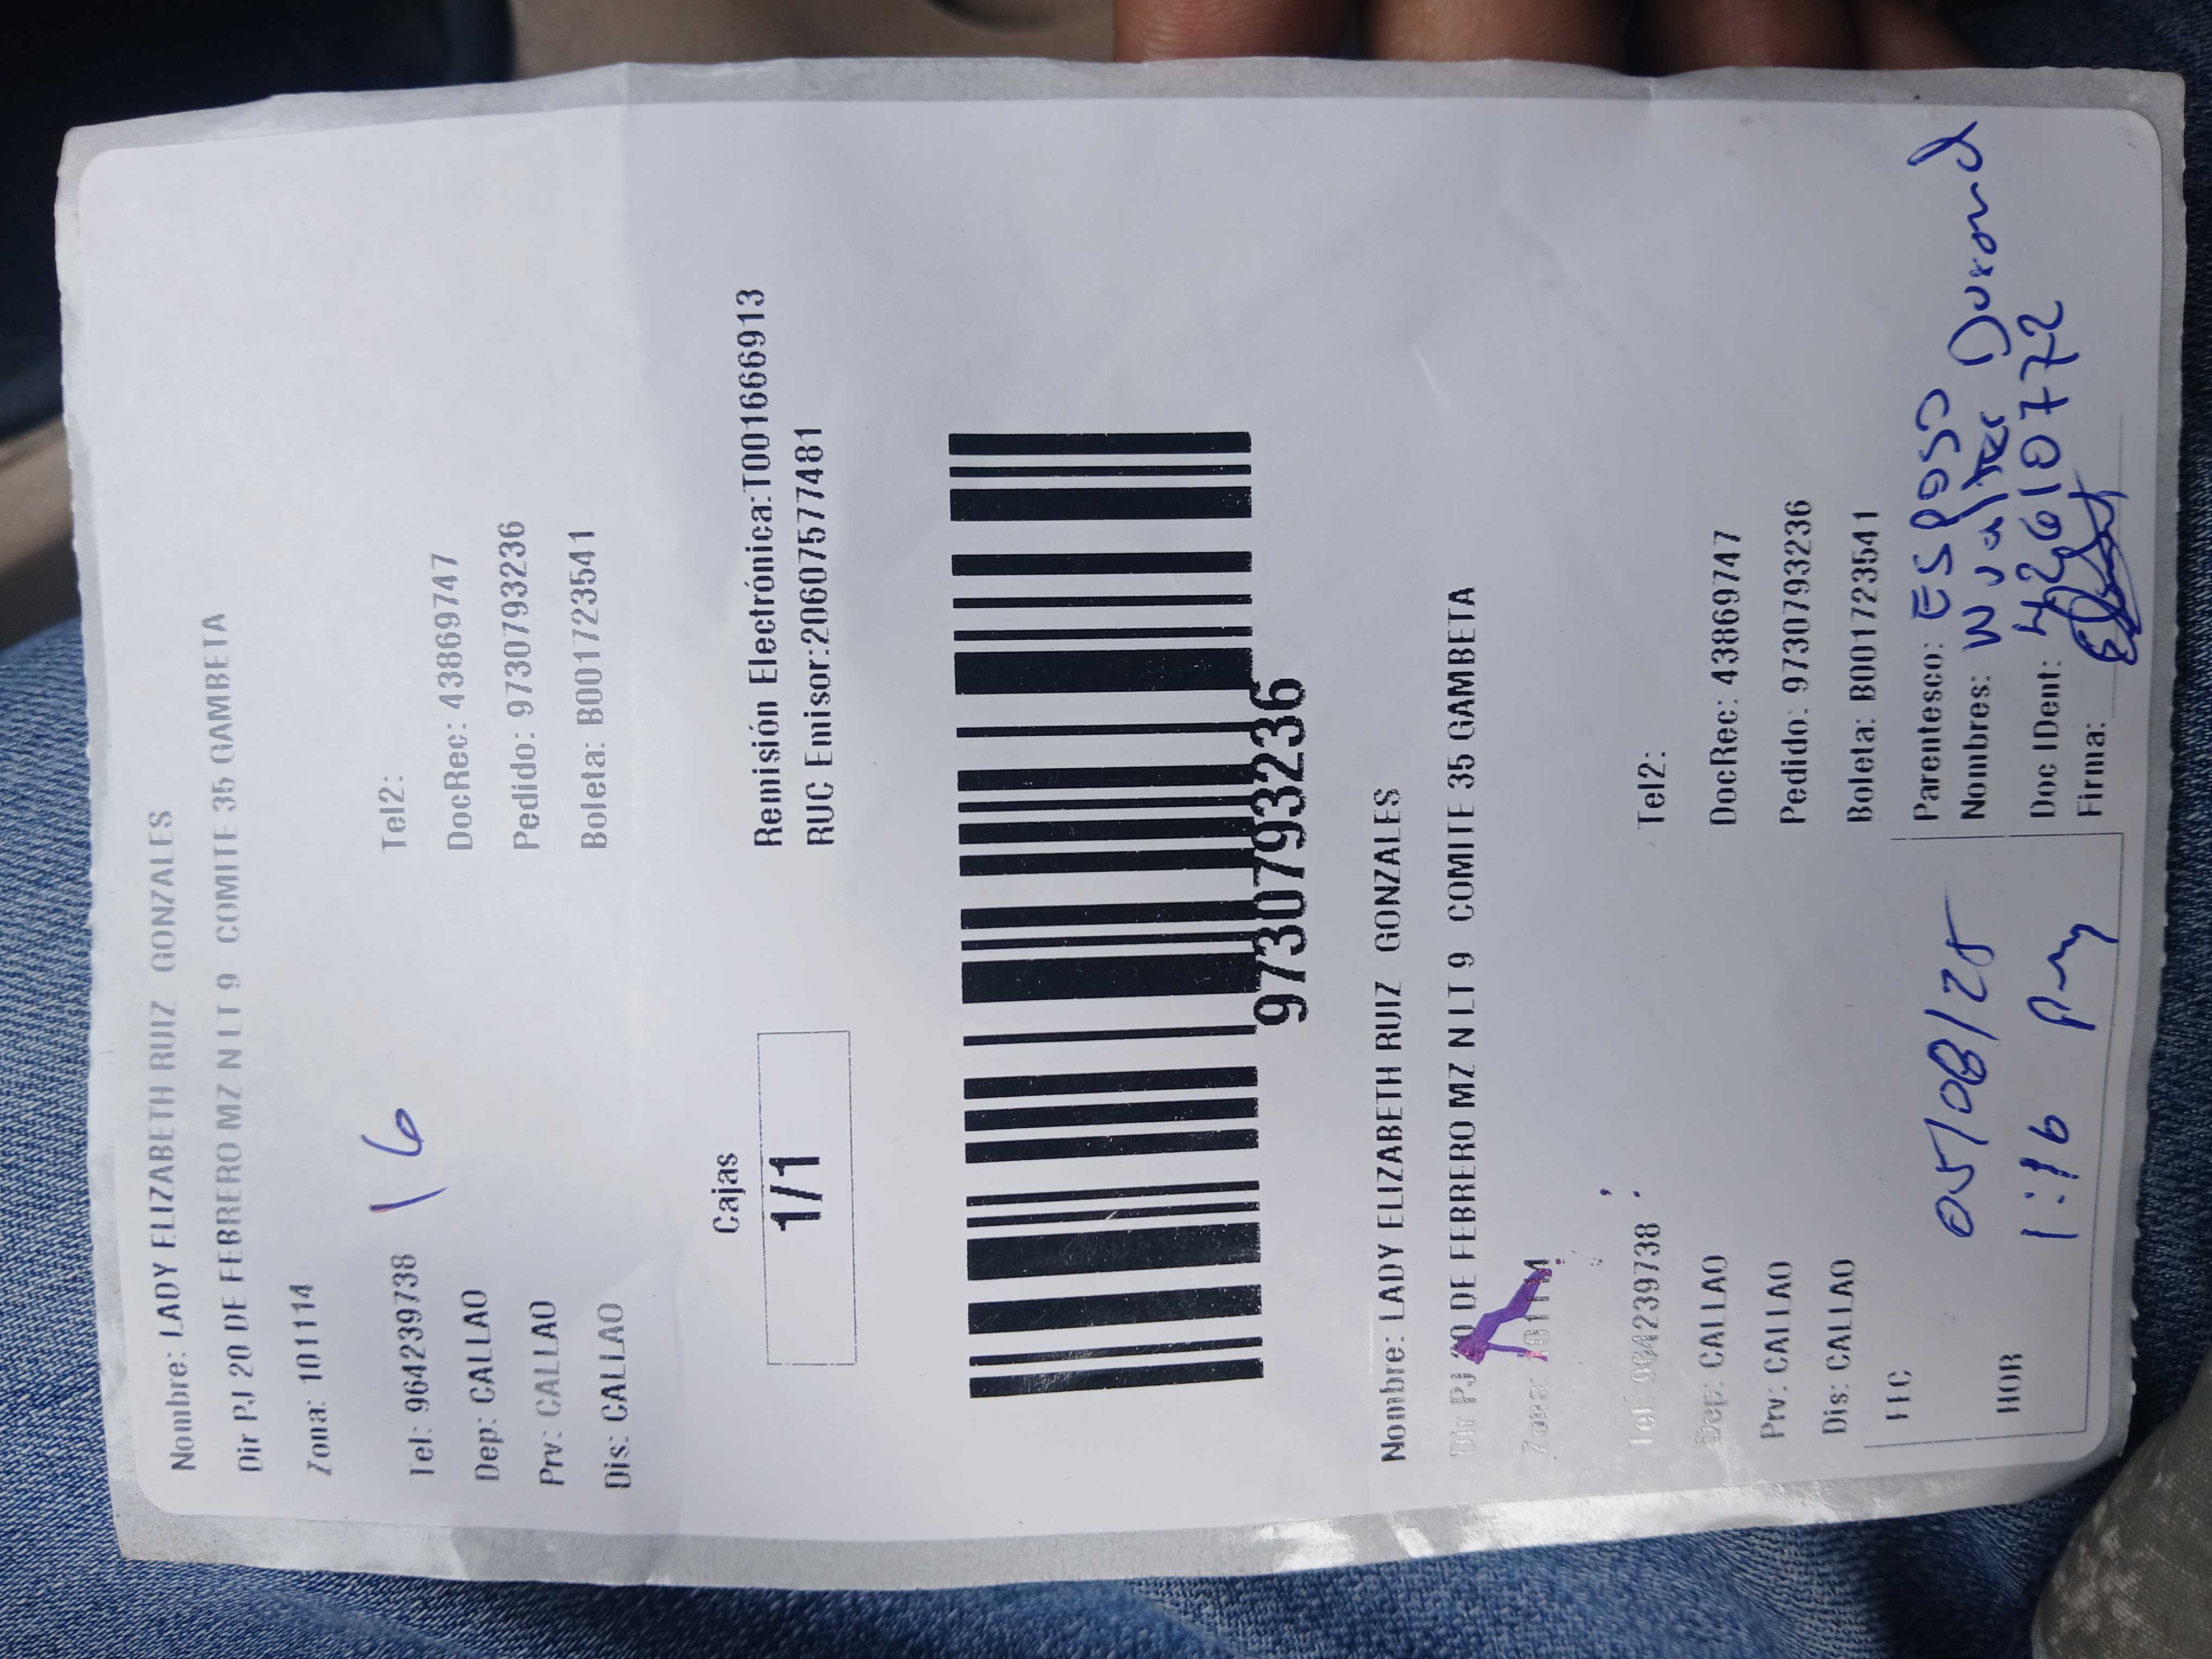 Nombre: LADY ELIZABETH RUIZ GONZALES
Dir PJ 20 DE FEBRERO MZ N LT 9 COMITE 35 GAMBETA
Zona: 101114
16
Tel: 964239738 Tel2:
Dep: CALLAO DocRec: 43869747
Prv: CALLAO Pedido: 97307932​36
Dis: CALLAO Boleta: B001723541
Cajas
1/1
Remisión Electrónica:T001666913
RUC Emisor:20607577481
9730793236
Nombre: LADY ELIZABETH RUIZ GONZALES
Dir PJ 20 DE FEBRERO MZ N LT 9 COMITE 35 GAMBETA
Zona: 101114
Tel: 964239738 Tel2:
Dep: CALLAO DocRec: 43869747
Prv: CALLAO Pedido: 9730793236
Dis: CALLAO Boleta: B001723541
FEC 05/08/25
HOR 1:16 Pm
Parentesco: ESPOSO
Nombres: Walter Durand
Doc IDent: 42610772
Firma: